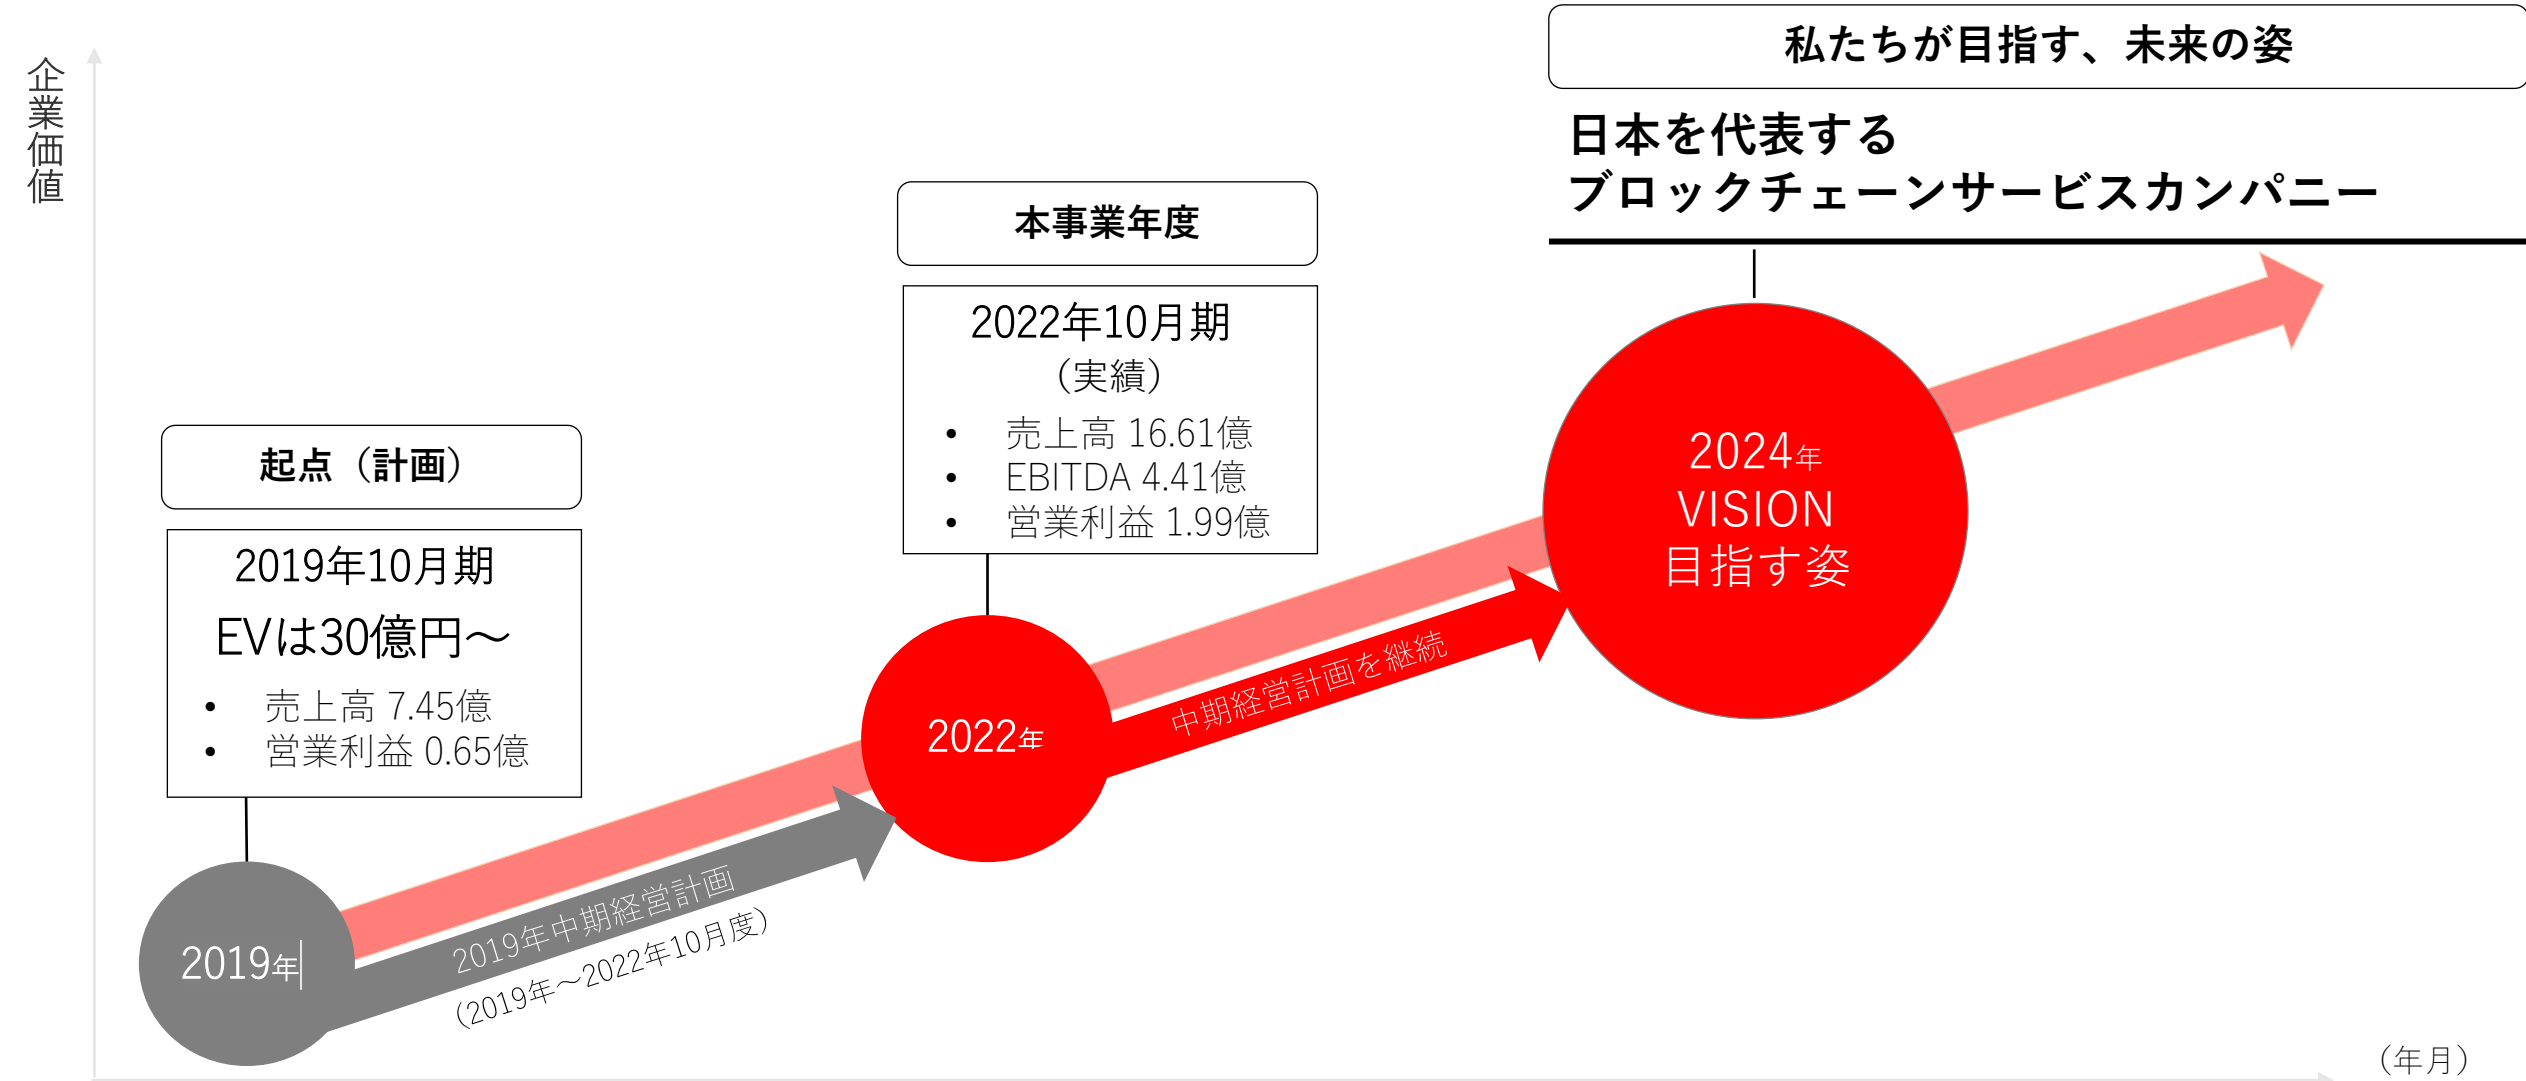 企業価値
私たちが目指す、未来の姿
日本を代表する
ブロックチェーンサービスカンパニー
本事業年度
2022年10月期
（実績）
• 売上高 16.61億
• EBITDA 4.41億
• 営業利益 1.99億
起点（計画）
2019年10月期
EVは30億円～
• 売上高 7.45億
• 営業利益 0.65億
2019年
2019年中期経営計画
（2019年～2022年10月度）
2022年
中期経営計画を継続
2024年
VISION
目指す姿
（年月）